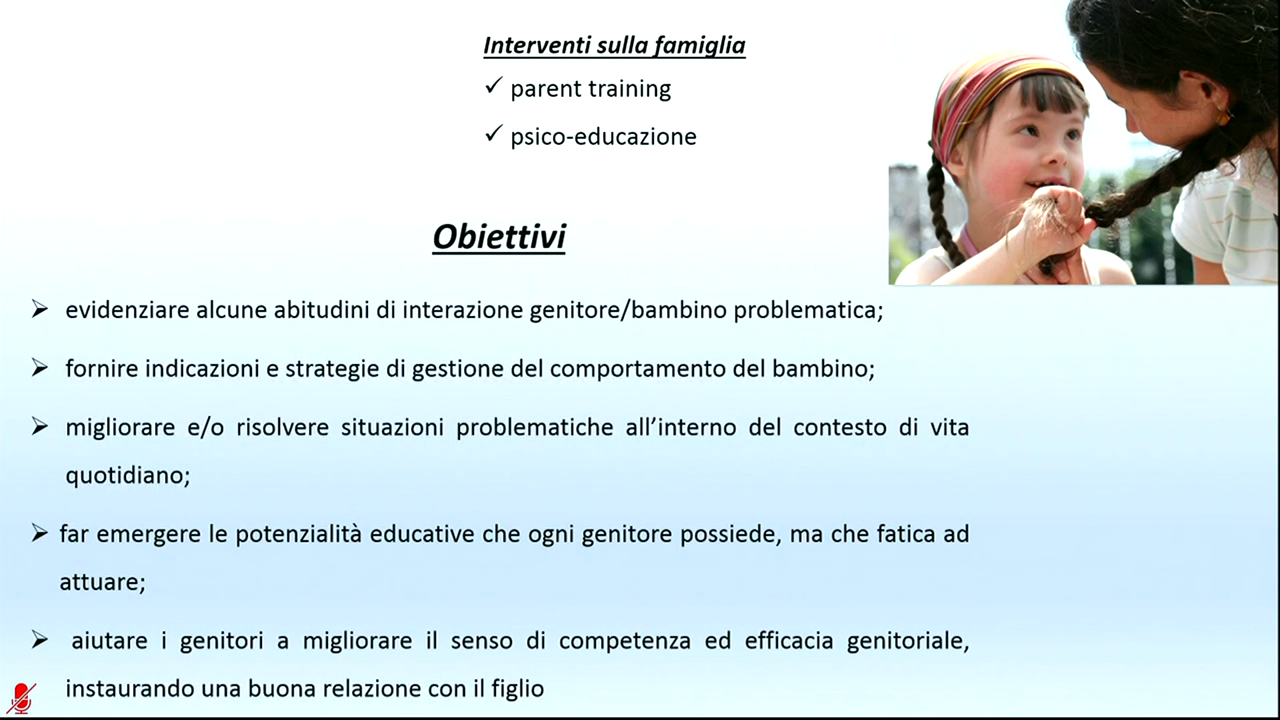 Interventi sulla famiglia
✓ parent training
✓ psico-educazione
Obiettivi
➢ evidenziare alcune abitudini di interazione genitore/bambino problematica;
➢ fornire indicazioni e strategie di gestione del comportamento del bambino;
➢ migliorare e/o risolvere situazioni problematiche all’interno del contesto di vita
quotidiano;
➢ far emergere le potenzialità educative che ogni genitore possiede, ma che fatica ad
attuare;
➢ aiutare i genitori a migliorare il senso di competenza ed efficacia genitoriale,
instaurando una buona relazione con il figlio